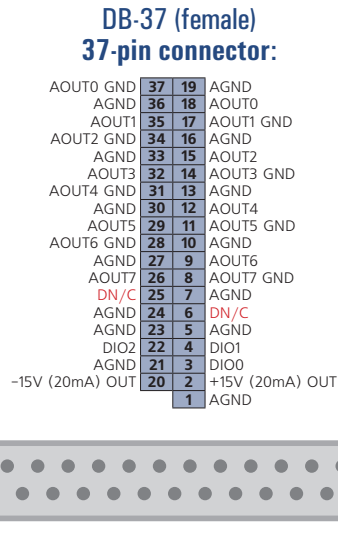 DB-37 (female)
37-pin connector:
AOUT0 GND 37 19 AGND
AGND 36 18 AOUT0
AOUT1 35 17 AOUT1 GND
AOUT2 GND 34 16 AGND
AGND 33 15 AOUT2
AOUT3 32 14 AOUT3 GND
AOUT4 GND 31 13 AGND
AGND 30 12 AOUT4
AOUT5 29 11 AOUT5 GND
AOUT6 GND 28 10 AGND
AGND 27 9 AOUT6
AOUT7 26 8 AOUT7 GND
DN/C 25 7 AGND
AGND 24 6 DN/C
AGND 23 5 AGND
DIO2 22 4 DIO1
AGND 21 3 DIO0
-15V (20mA) OUT 20 2 +15V (20mA) OUT
1 AGND